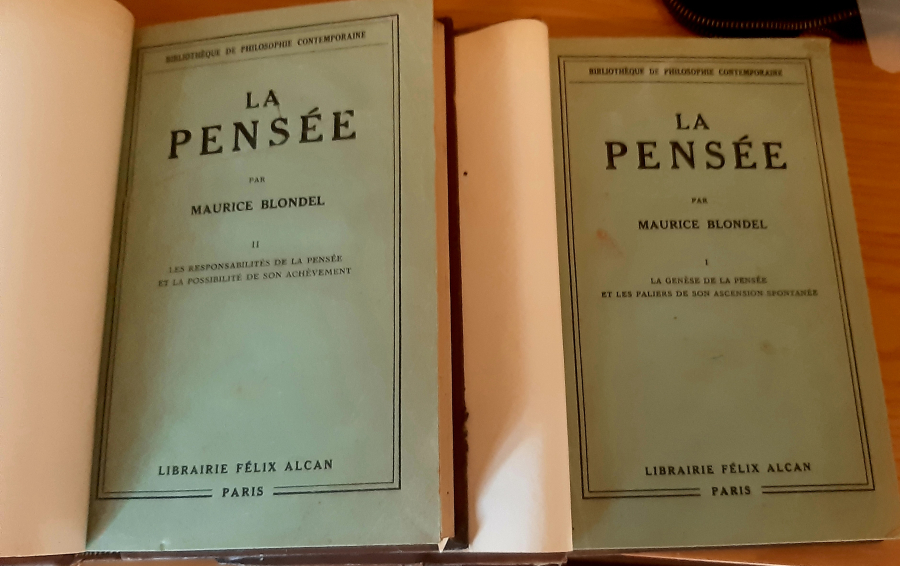 BIBLIOTHÈQUE DE PHILOSOPHIE CONTEMPORAINE
LA
PENSÉE
PAR
MAURICE BLONDEL
II
LES RESPONSABILITÉS DE LA PENSÉE
ET LA POSSIBILITÉ DE SON ACHÈVEMENT
LIBRAIRIE FÉLIX ALCAN
PARIS
BIBLIOTHÈQUE DE PHILOSOPHIE CONTEMPORAINE
LA
PENSÉE
PAR
MAURICE BLONDEL
I
LA GENÈSE DE LA PENSÉE
ET LES PALIERS DE SON ASCENSION SPONTANÉE
LIBRAIRIE FÉLIX ALCAN
PARIS